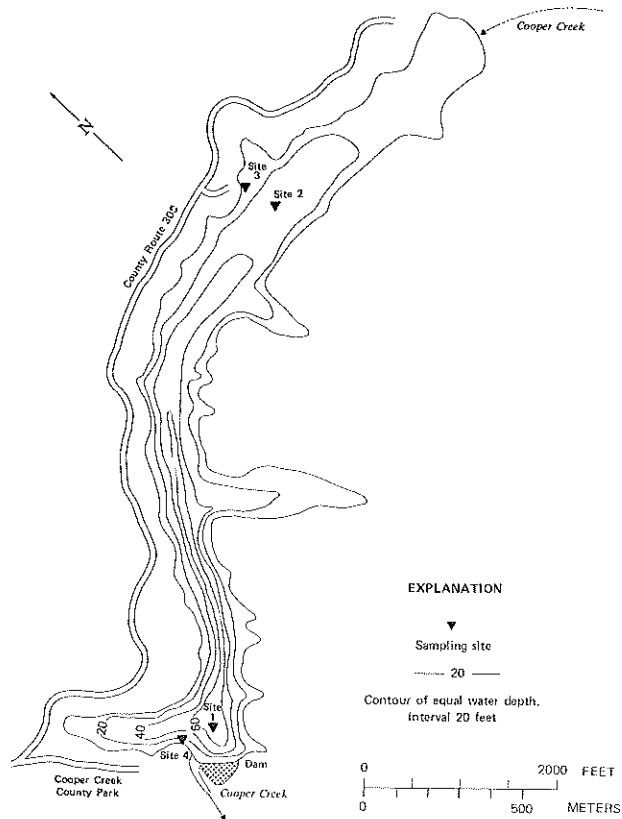 Cooper Creek
N
Site
3
Site 2
County Route 305
EXPLANATION
Sampling site
20
Contour of equal water depth,
interval 20 feet
20
40
60
Site
1
Site 4
Dam
Cooper Creek
County Park
Cooper Creek
0 2000 FEET
0 500 METERS